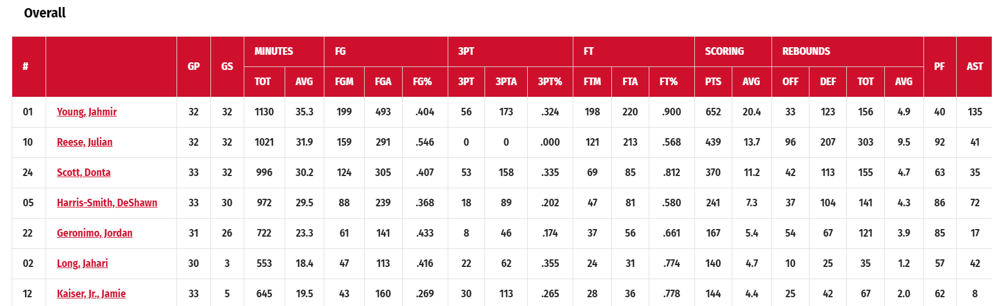 Overall
# GP GS MINUTES FG 3PT FT SCORING REBOUNDS PF AST
TOT AVG FGM FGA FG% 3PT 3PTA 3PT% FTM FTA FT% PTS AVG OFF DEF TOT AVG
01 Young, Jahmir 32 32 1130 35.3 199 493 .404 56 173 .324 198 220 .900 652 20.4 33 123 156 4.9 40 135
10 Reese, Julian 32 32 1021 31.9 159 291 .546 0 0 .000 121 213 .568 439 13.7 96 207 303 9.5 92 41
24 Scott, Donta 33 32 996 30.2 124 305 .407 53 158 .335 69 85 .812 370 11.2 42 113 155 4.7 63 35
05 Harris-Smith, DeShawn 33 30 972 29.5 88 239 .368 18 89 .202 47 81 .580 241 7.3 37 104 141 4.3 86 72
22 Geronimo, Jordan 31 26 722 23.3 61 141 .433 8 46 .174 37 56 .661 167 5.4 54 67 121 3.9 85 17
02 Long, Jahari 30 3 553 18.4 47 113 .416 22 62 .355 24 31 .774 140 4.7 10 25 35 1.2 57 42
12 Kaiser, Jr., Jamie 33 5 645 19.5 43 160 .269 30 113 .265 28 36 .778 144 4.4 25 42 67 2.0 62 8